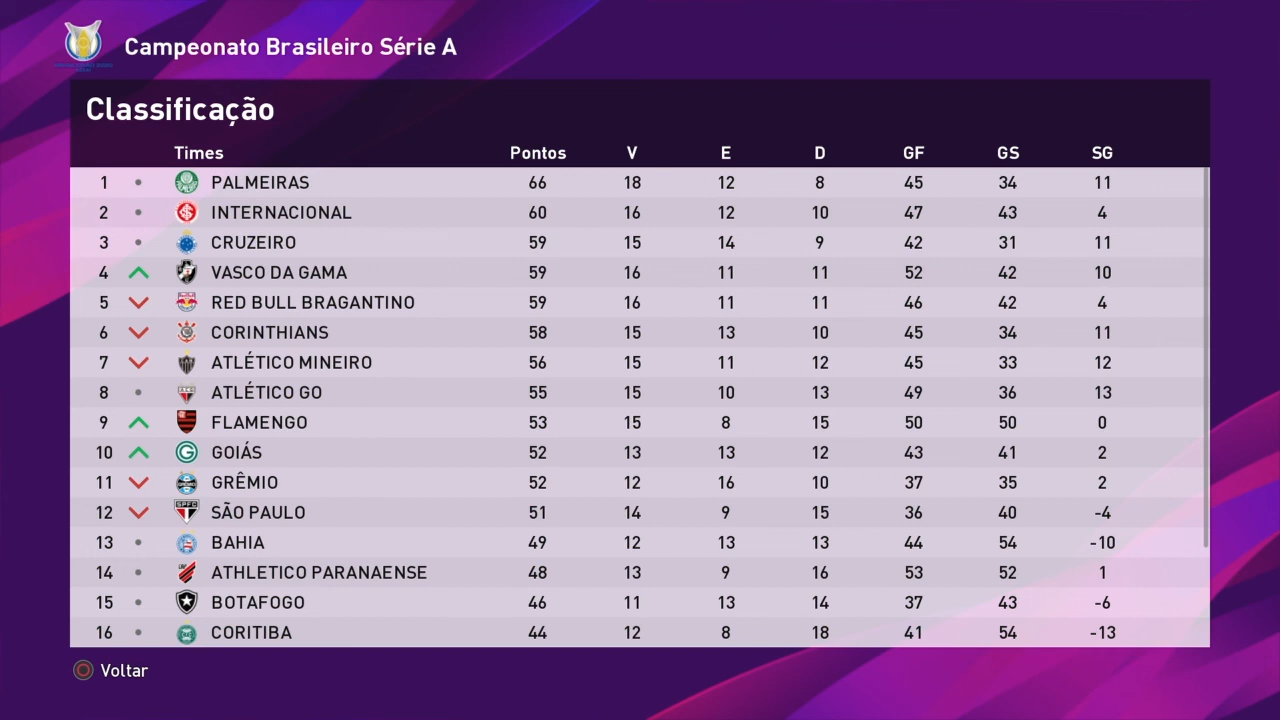 Campeonato Brasileiro Série A
Classificação
Times Pontos V E D GF GS SG
1 PALMEIRAS 66 18 12 8 45 34 11
2 INTERNACIONAL 60 16 12 10 47 43 4
3 CRUZEIRO 59 15 14 9 42 31 11
4 VASCO DA GAMA 59 16 11 11 52 42 10
5 RED BULL BRAGANTINO 59 16 11 11 46 42 4
6 CORINTHIANS 58 15 13 10 45 34 11
7 ATLÉTICO MINEIRO 56 15 11 12 45 33 12
8 ATLÉTICO GO 55 15 10 13 49 36 13
9 FLAMENGO 53 15 8 15 50 50 0
10 GOIÁS 52 13 13 12 43 41 2
11 GRÊMIO 52 12 16 10 37 35 2
12 SÃO PAULO 51 14 9 15 36 40 -4
13 BAHIA 49 12 13 13 44 54 -10
14 ATHLETICO PARANAENSE 48 13 9 16 53 52 1
15 BOTAFOGO 46 11 13 14 37 43 -6
16 CORITIBA 44 12 8 18 41 54 -13
Voltar